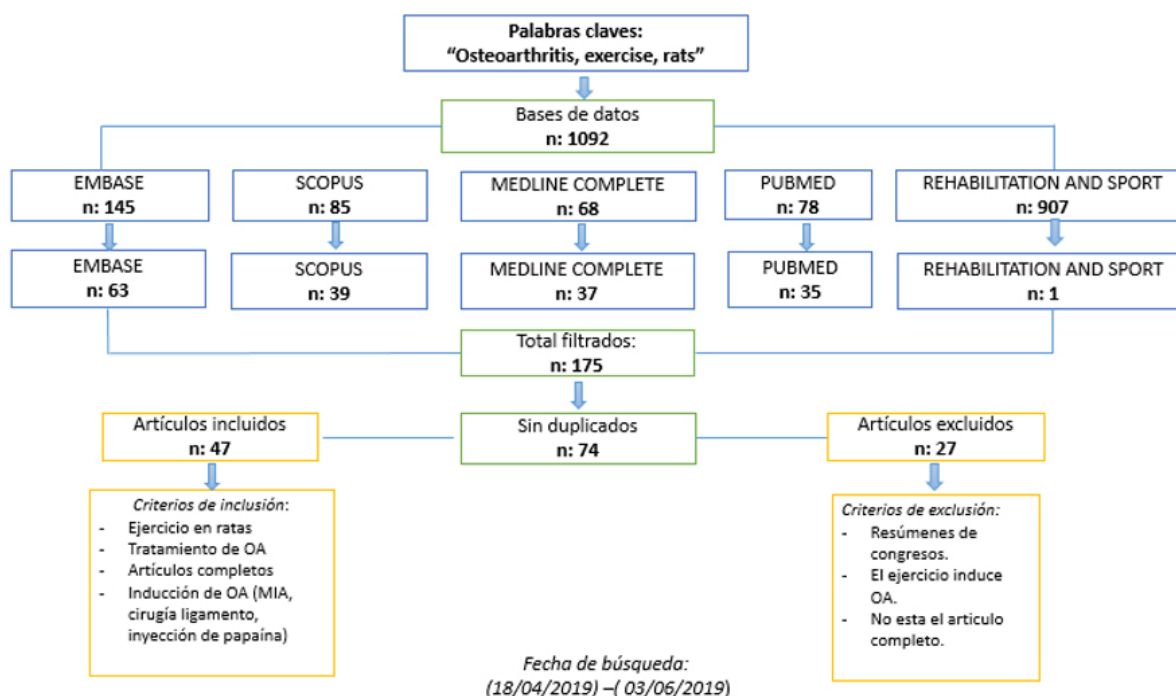 Palabras claves:
“Osteoarthritis, exercise, rats”
Bases de datos
n: 1092
EMBASE
n: 145
SCOPUS
n: 85
MEDLINE COMPLETE
n: 68
PUBMED
n: 78
REHABILITATION AND SPORT
n: 907
EMBASE
n: 63
SCOPUS
n: 39
MEDLINE COMPLETE
n: 37
PUBMED
n: 35
REHABILITATION AND SPORT
n: 1
Total filtrados:
n: 175
Artículos incluidos
n: 47
Sin duplicados
n: 74
Artículos excluidos
n: 27
Criterios de inclusión:
- Ejercicio en ratas
- Tratamiento de OA
- Artículos completos
- Inducción de OA (MIA,
cirugía ligamento,
inyección de papaína)
Criterios de exclusión:
- Resúmenes de
congresos.
- El ejercicio induce
OA.
- No esta el articulo
completo.
Fecha de búsqueda:
(18/04/2019) –( 03/06/2019)